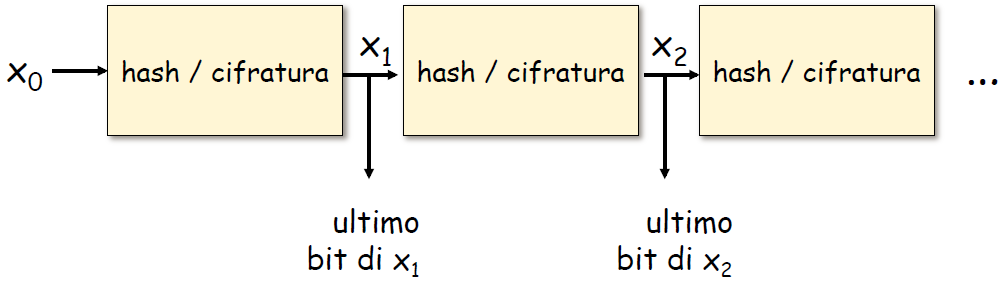 x₀ hash / cifratura x₁ hash / cifratura x₂ hash / cifratura ...
ultimo
bit di x₁
ultimo
bit di x₂